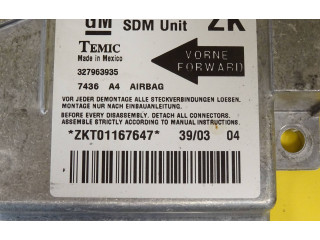 GM SDM Unit ZK
TEMIC
Made in Mexico
327963935
7436 A4 AIRBAG
VORNE
FORWARD
VOR JEDER DEMONTAGE ALLE STECKVERBINDUNGEN LOESEN.
MONTAGE NUR NACH EINBAUANLEITUNG.
BEFORE EVERY DISASSEMBLY, DETACH ALL CONNECTORS.
ASSEMBLE STRICTLY ACCORDING TO MANUAL INSTRUCTIONS.
*ZKT01167647* 39/03 04